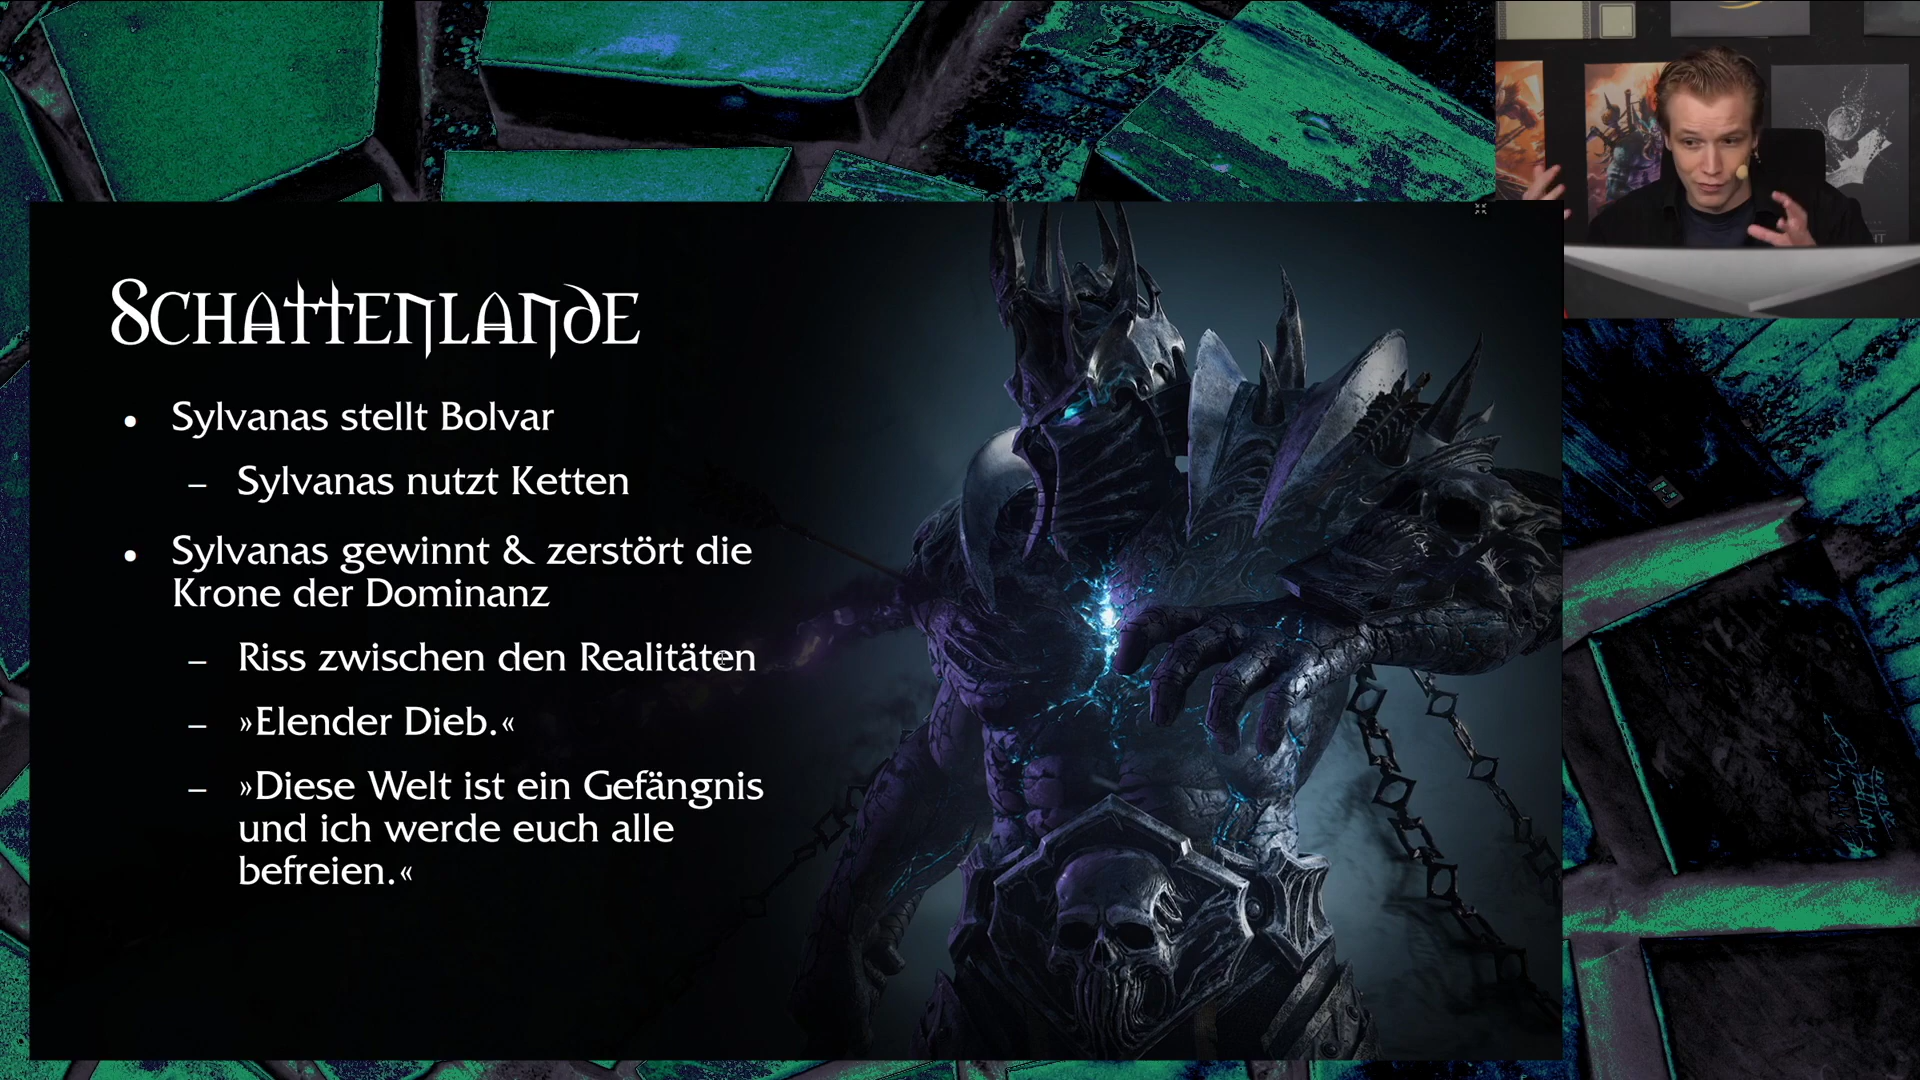 SCHATTENLANDE
• Sylvanas stellt Bolvar
– Sylvanas nutzt Ketten
• Sylvanas gewinnt & zerstört die
Krone der Dominanz
– Riss zwischen den Realitäten
– »Elender Dieb.«
– »Diese Welt ist ein Gefängnis
und ich werde euch alle
befreien.«